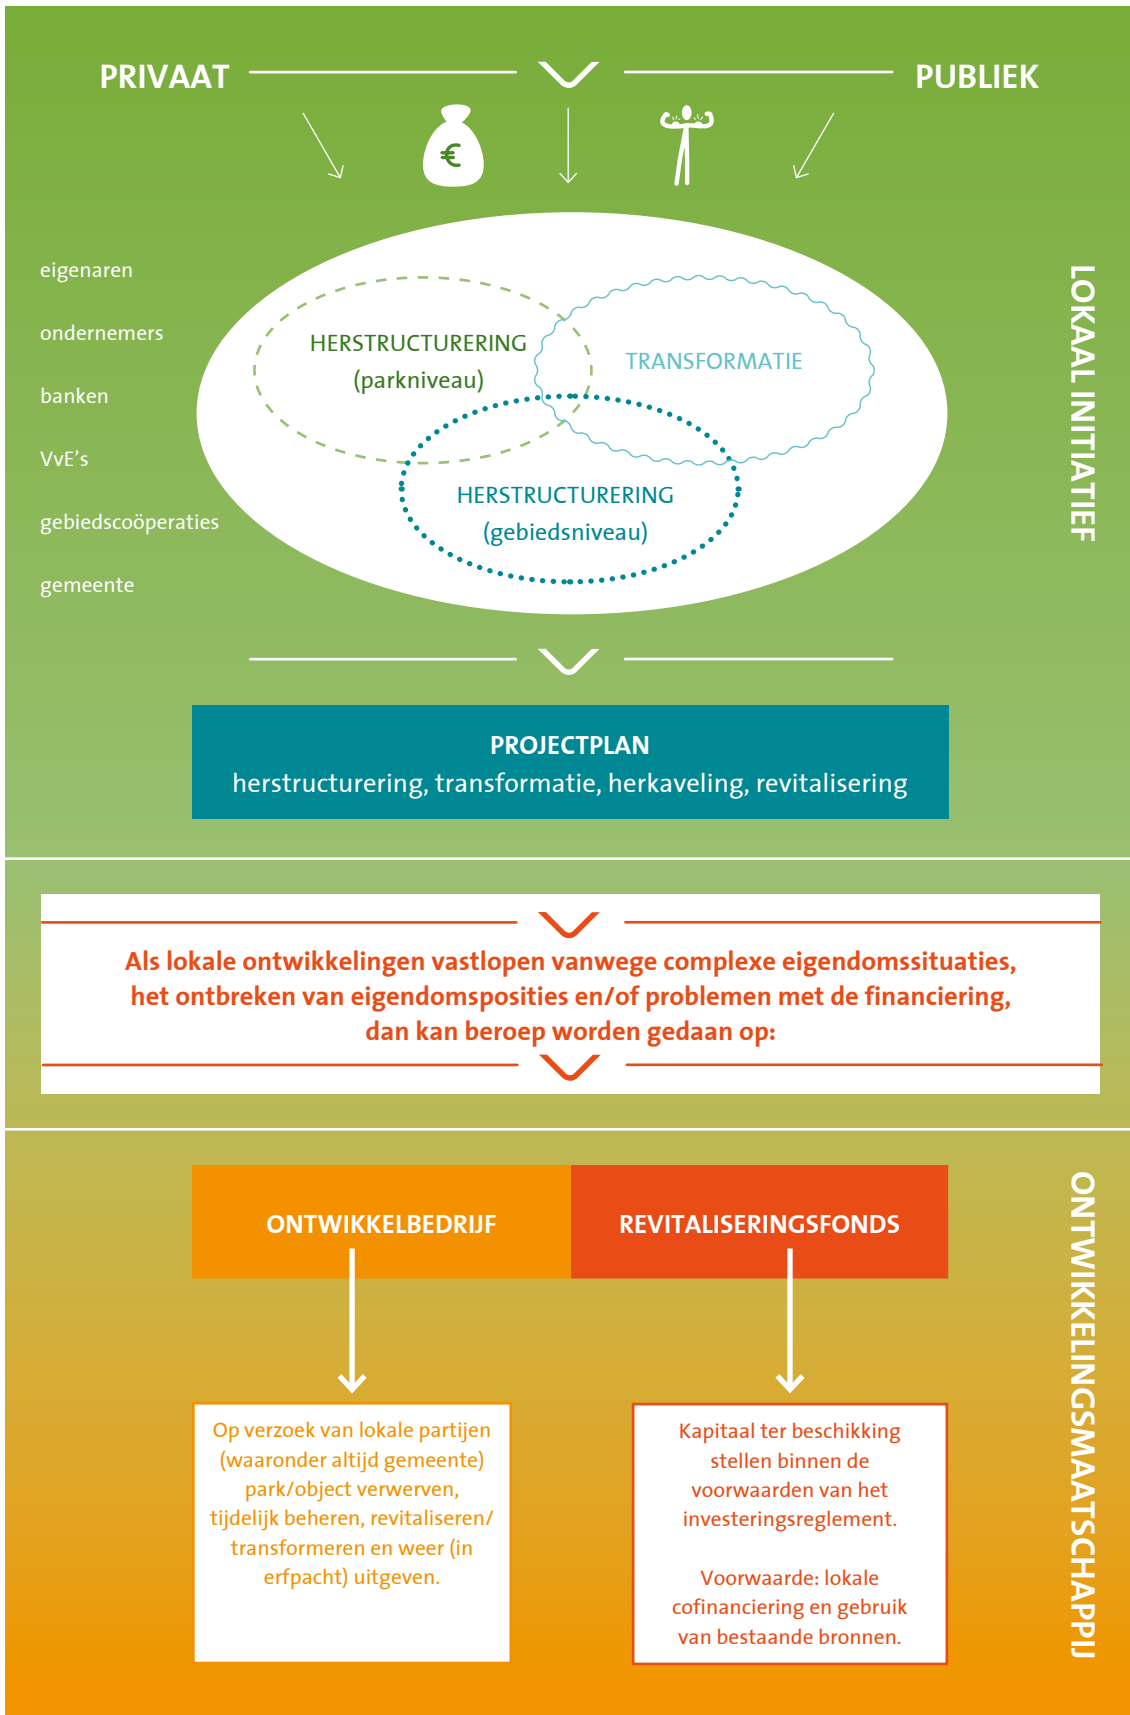 PRIVAAT
PUBLIEK
€
eigenaren
ondernemers
banken
VvE's
gebiedscoöperaties
gemeente
HERSTRUCTURERING
(parkniveau)
TRANSFORMATIE
HERSTRUCTURERING
(gebiedsniveau)
LOKAAL INITIATIEF
PROJECTPLAN
herstructurering, transformatie, herkaveling, revitalisering
Als lokale ontwikkelingen vastlopen vanwege complexe eigendomssituaties,
het ontbreken van eigendomsposities en/of problemen met de financiering,
dan kan beroep worden gedaan op:
ONTWIKKELBEDRIJF
REVITALISERINGSFONDS
ONTWIKKELINGSMAATSCHAPPIJ
Op verzoek van lokale partijen
(waaronder altijd gemeente)
park/object verwerven,
tijdelijk beheren, revitaliseren/
transformeren en weer (in
erfpacht) uitgeven.
Kapitaal ter beschikking
stellen binnen de
voorwaarden van het
investeringsreglement.
Voorwaarde: lokale
cofinanciering en gebruik
van bestaande bronnen.